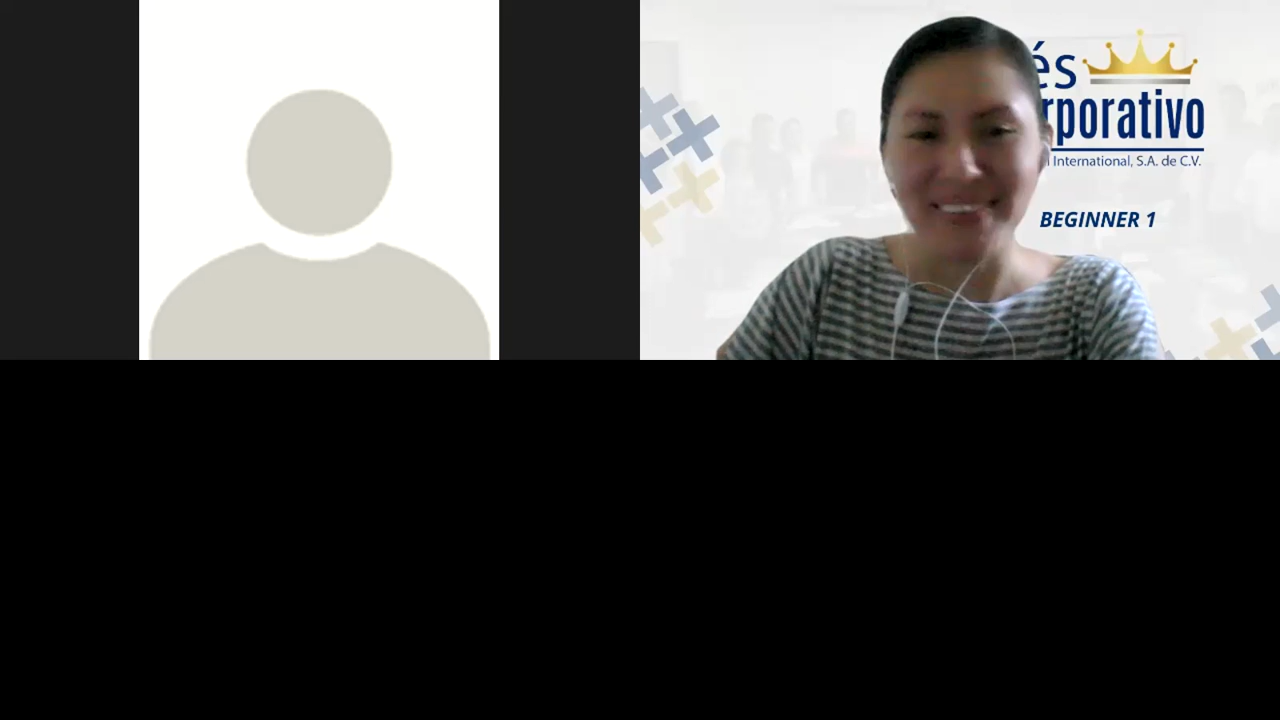 és
rporativo
l International, S.A. de C.V.
BEGINNER 1